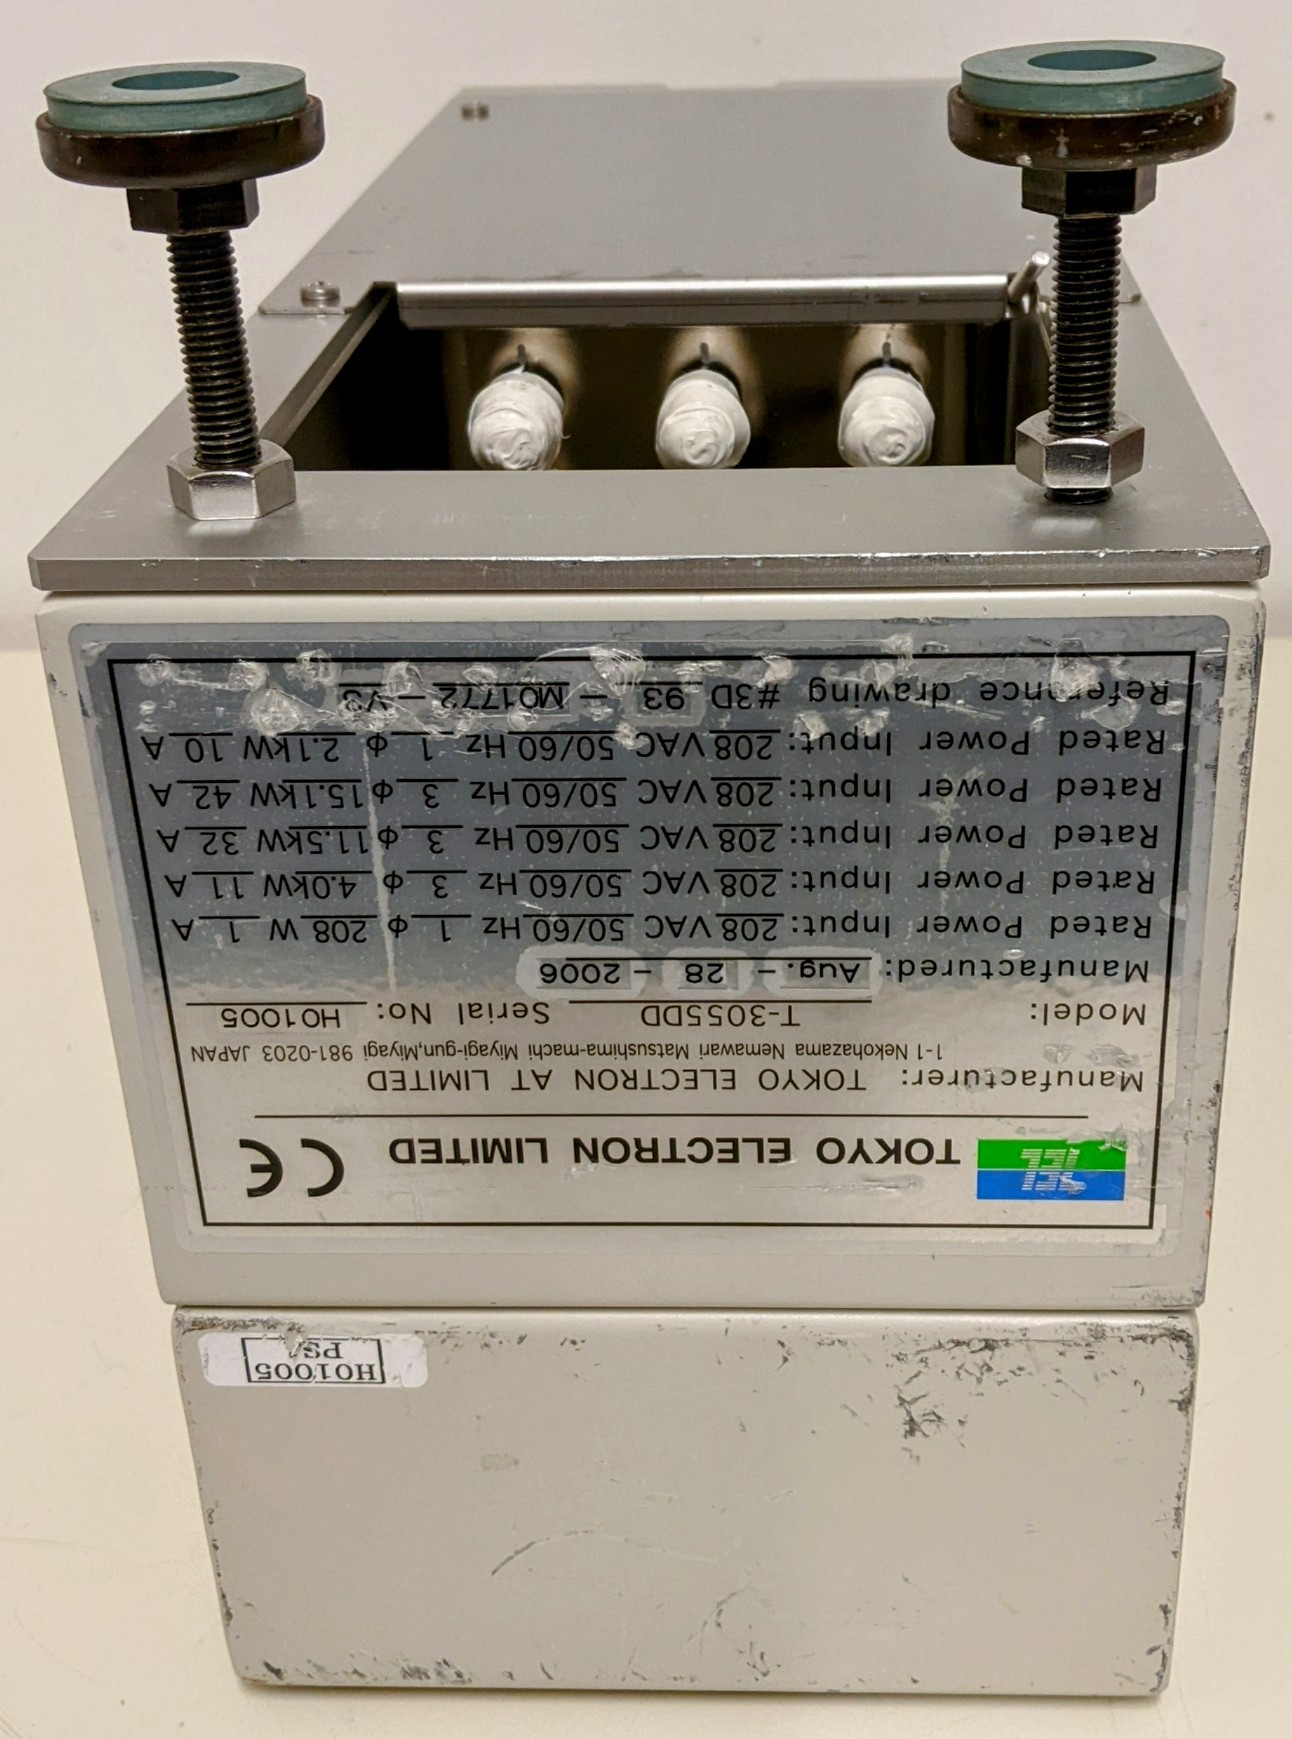 H01005
TEL
TOKYO ELECTRON LIMITED CE
Manufacturer: TOKYO ELECTRON AT LIMITED
1-1 Nekohazama Nemawari Matsushima-machi Miyagi-gun,Miyagi 981-0203 JAPAN
Model: T-3055DD Serial No: H01005
Manufactured: Aug. - 28 - 2006
Rated Power Input: 208 VAC 50/60 Hz 1 φ 208 W 1 A
Rated Power Input: 208 VAC 50/60 Hz 3 φ 4.0kW 11 A
Rated Power Input: 208 VAC 50/60 Hz 3 φ 11.5kW 32 A
Rated Power Input: 208 VAC 50/60 Hz 3 φ 15.1kW 42 A
Rated Power Input: 208 VAC 50/60 Hz 1 φ 2.1kW 10 A
Reference drawing #3D 93 - M01772 - V3